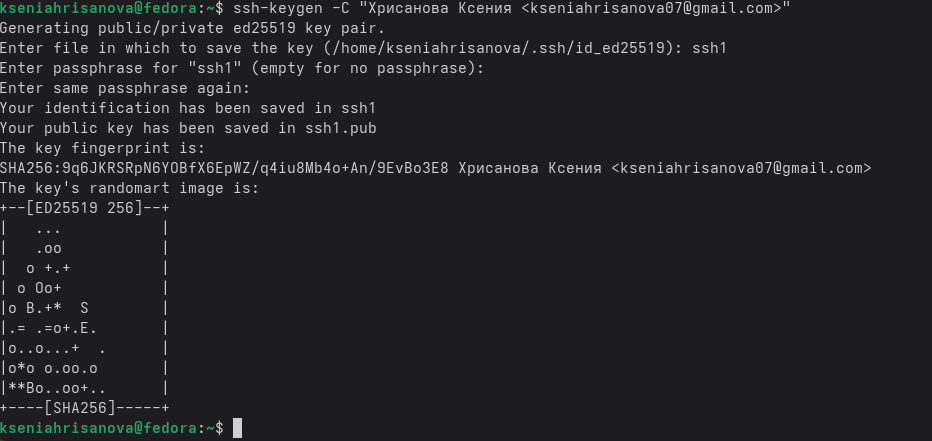 kseniahrisanova@fedora:~$ ssh-keygen -C "Хрисанова Ксения <kseniahrisanova07@gmail.com>"
Generating public/private ed25519 key pair.
Enter file in which to save the key (/home/kseniahrisanova/.ssh/id_ed25519): ssh1
Enter passphrase for "ssh1" (empty for no passphrase):
Enter same passphrase again:
Your identification has been saved in ssh1
Your public key has been saved in ssh1.pub
The key fingerprint is:
SHA256:9q6JKRSRpN6YOBfX6EpWZ/q4iu8Mb4o+An/9EvBo3E8 Хрисанова Ксения <kseniahrisanova07@gmail.com>
The key's randomart image is:
+--[ED25519 256]--+
|   ...           |
|   .oo           |
|  o +.+          |
| o Oo+           |
|o B.+*  S        |
|.= .=o+.E.       |
|o..o...+  .      |
|o*o o.oo.o       |
|**Bo..oo+..      |
+----[SHA256]-----+
kseniahrisanova@fedora:~$